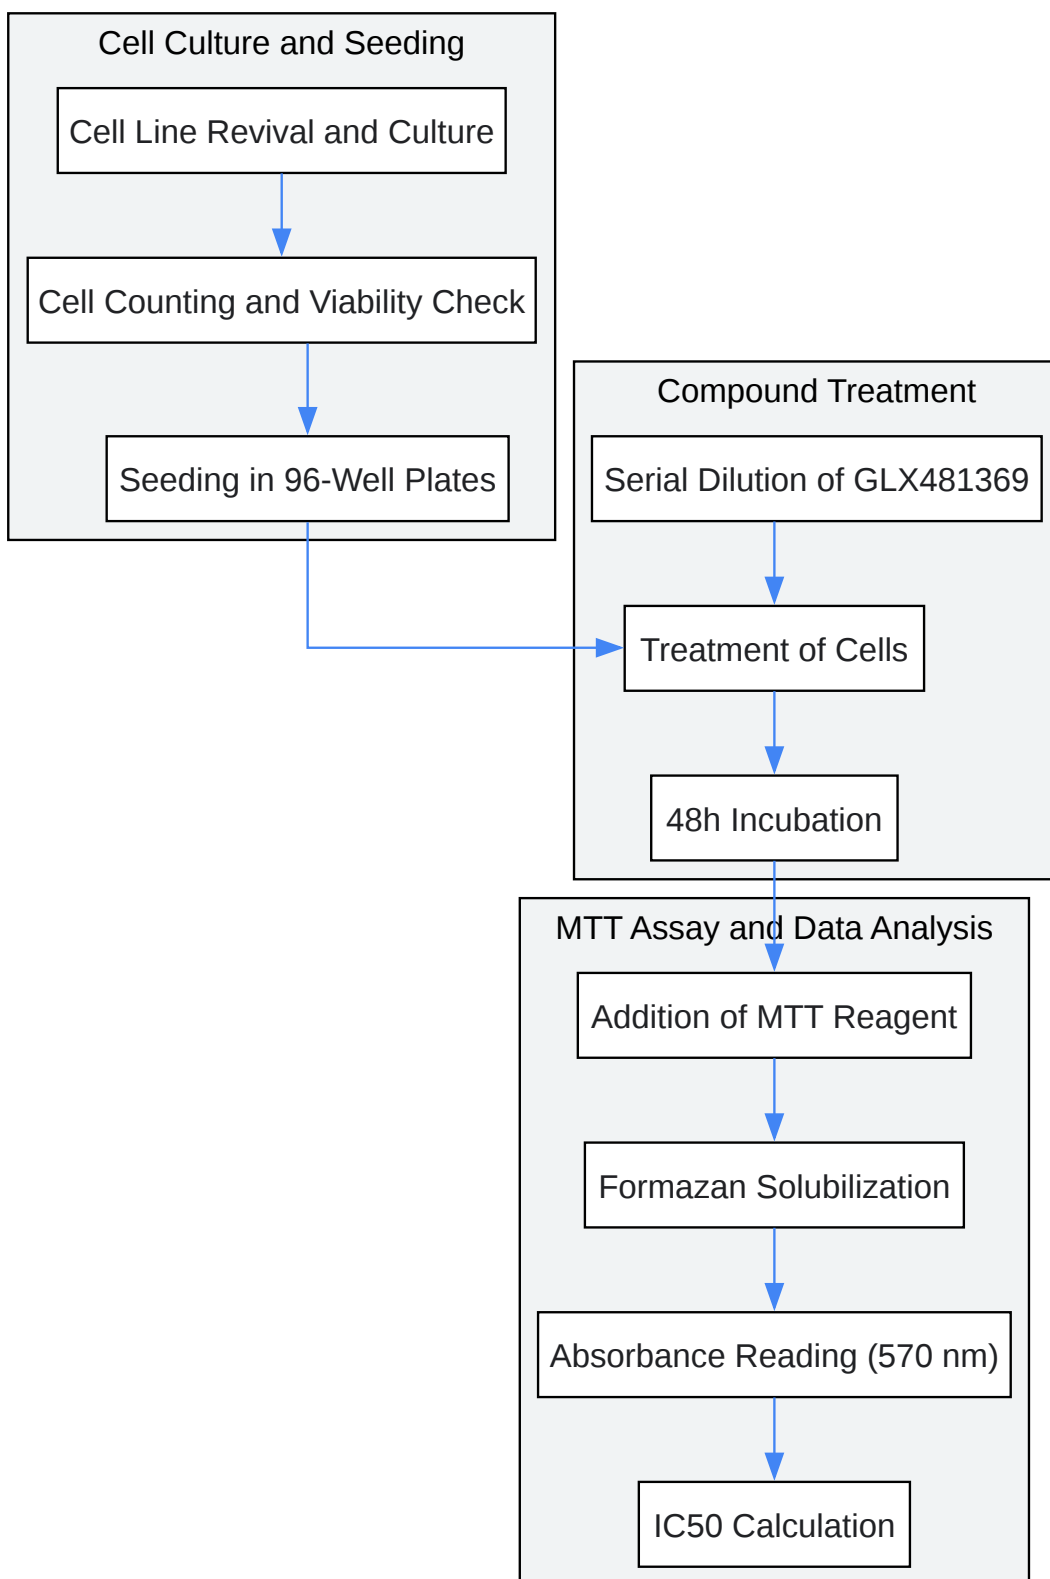 Cell Culture and Seeding
Cell Line Revival and Culture
Cell Counting and Viability Check
Seeding in 96-Well Plates
Compound Treatment
Serial Dilution of GLX481369
Treatment of Cells
48h Incubation
MTT Assay and Data Analysis
Addition of MTT Reagent
Formazan Solubilization
Absorbance Reading (570 nm)
IC50 Calculation